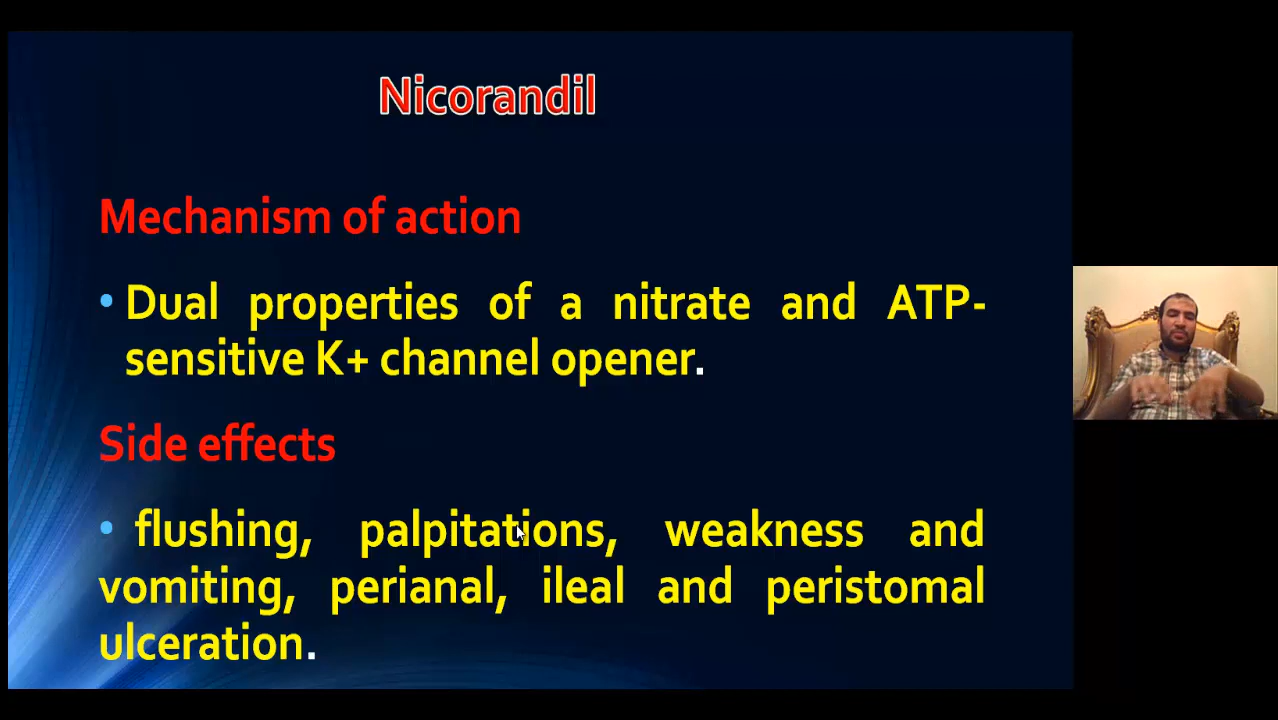 Nicorandil
Mechanism of action
• Dual properties of a nitrate and ATP-
sensitive K+ channel opener.
Side effects
• flushing, palpitations, weakness and
vomiting, perianal, ileal and peristomal
ulceration.